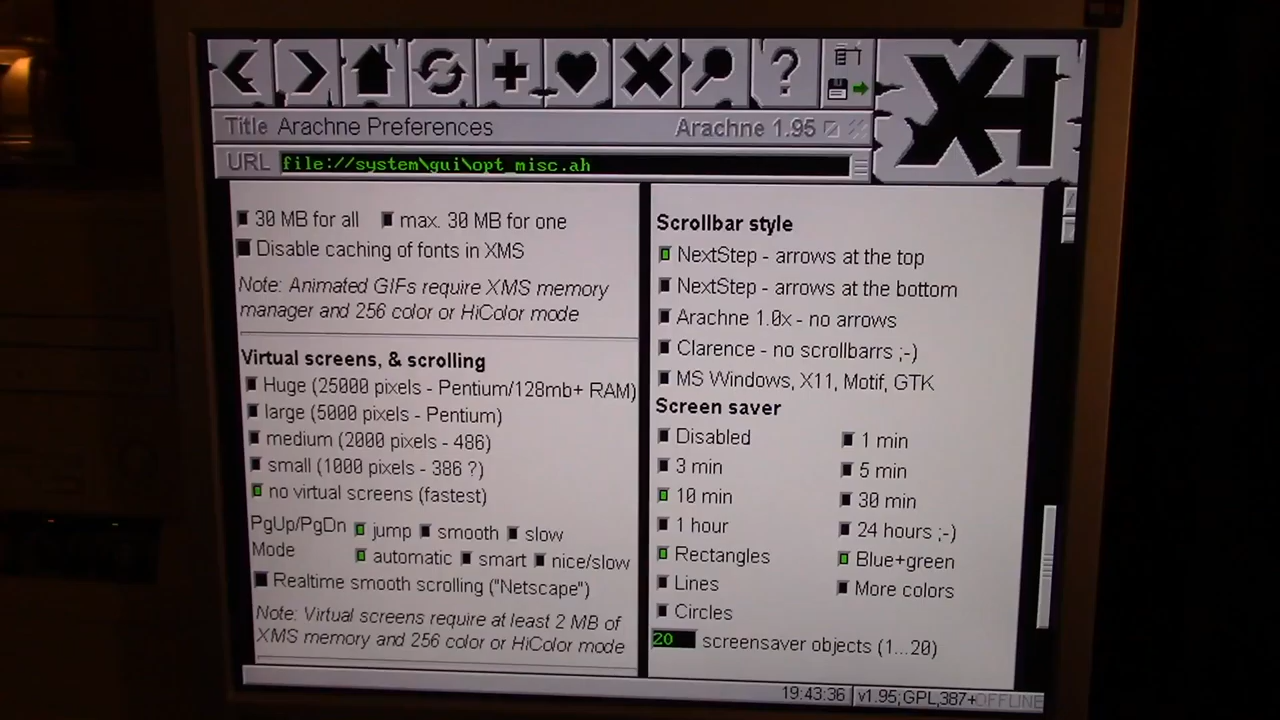 Title Arachne Preferences Arachne 1.95
URL file://system\gui\opt_misc.ah
30 MB for all max. 30 MB for one
Disable caching of fonts in XMS
Note: Animated GIFs require XMS memory
manager and 256 color or HiColor mode
Virtual screens, & scrolling
Huge (25000 pixels - Pentium/128mb+ RAM)
large (5000 pixels - Pentium)
medium (2000 pixels - 486)
small (1000 pixels - 386 ?)
no virtual screens (fastest)
PgUp/PgDn jump smooth slow
Mode automatic smart nice/slow
Realtime smooth scrolling ("Netscape")
Note: Virtual screens require at least 2 MB of
XMS memory and 256 color or HiColor mode
Scrollbar style
NextStep - arrows at the top
NextStep - arrows at the bottom
Arachne 1.0x - no arrows
Clarence - no scrollbarrs ;-)
MS Windows, X11, Motif, GTK
Screen saver
Disabled 1 min
3 min 5 min
10 min 30 min
1 hour 24 hours ;-)
Rectangles Blue+green
Lines More colors
Circles
20 screensaver objects (1...20)
19:43:36 v1.95;GPL,387+ OFFLINE